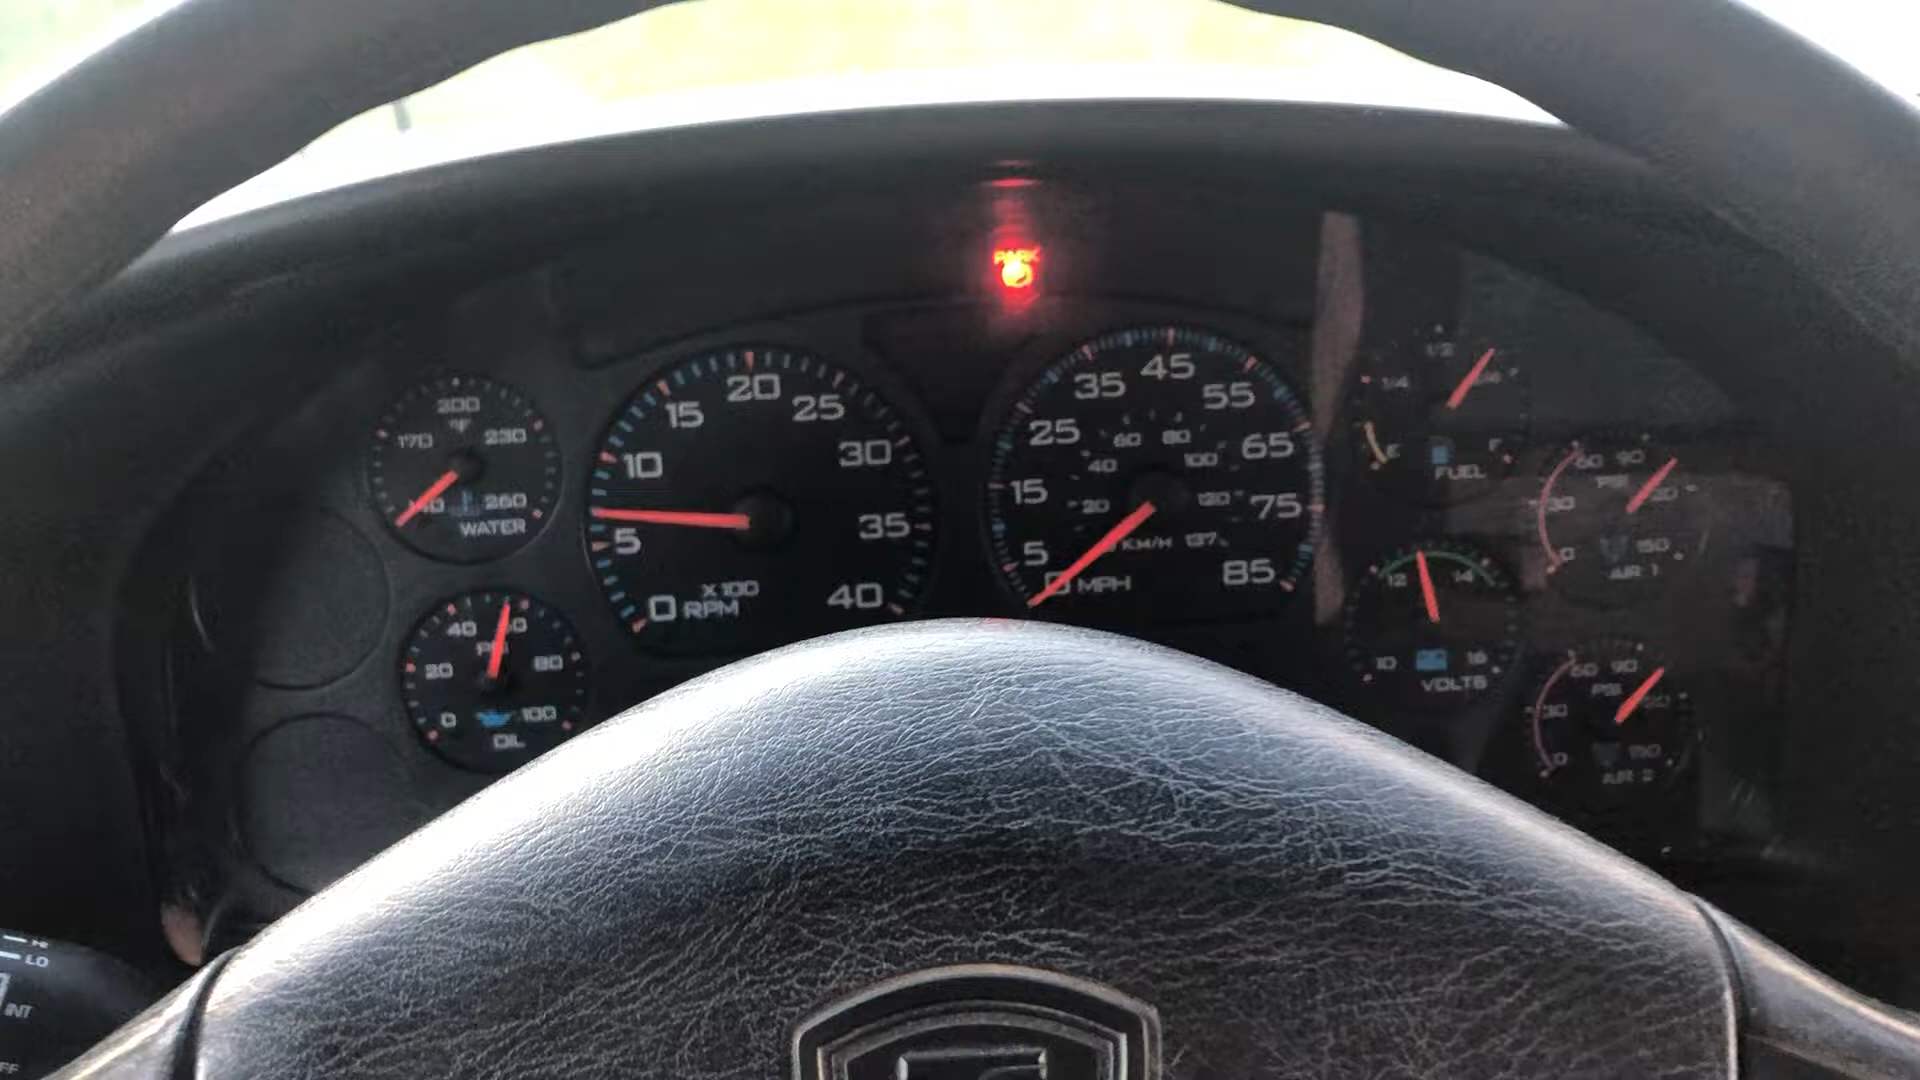 PARK
200
°F
170
230
260
WATER
40
PSI
20
80
0
100
OIL
20
15
25
10
30
5
35
X 100
0
RPM
40
45
35
55
25
60
80
65
40
100
15
20
120
75
5
KM/H
137
0
MPH
85
1/2
1/4
E
F
FUEL
12
14
10
16
VOLTS
60
90
PSI
30
0
150
AIR 1
60
90
PSI
30
0
150
AIR 2
HI
LO
INT